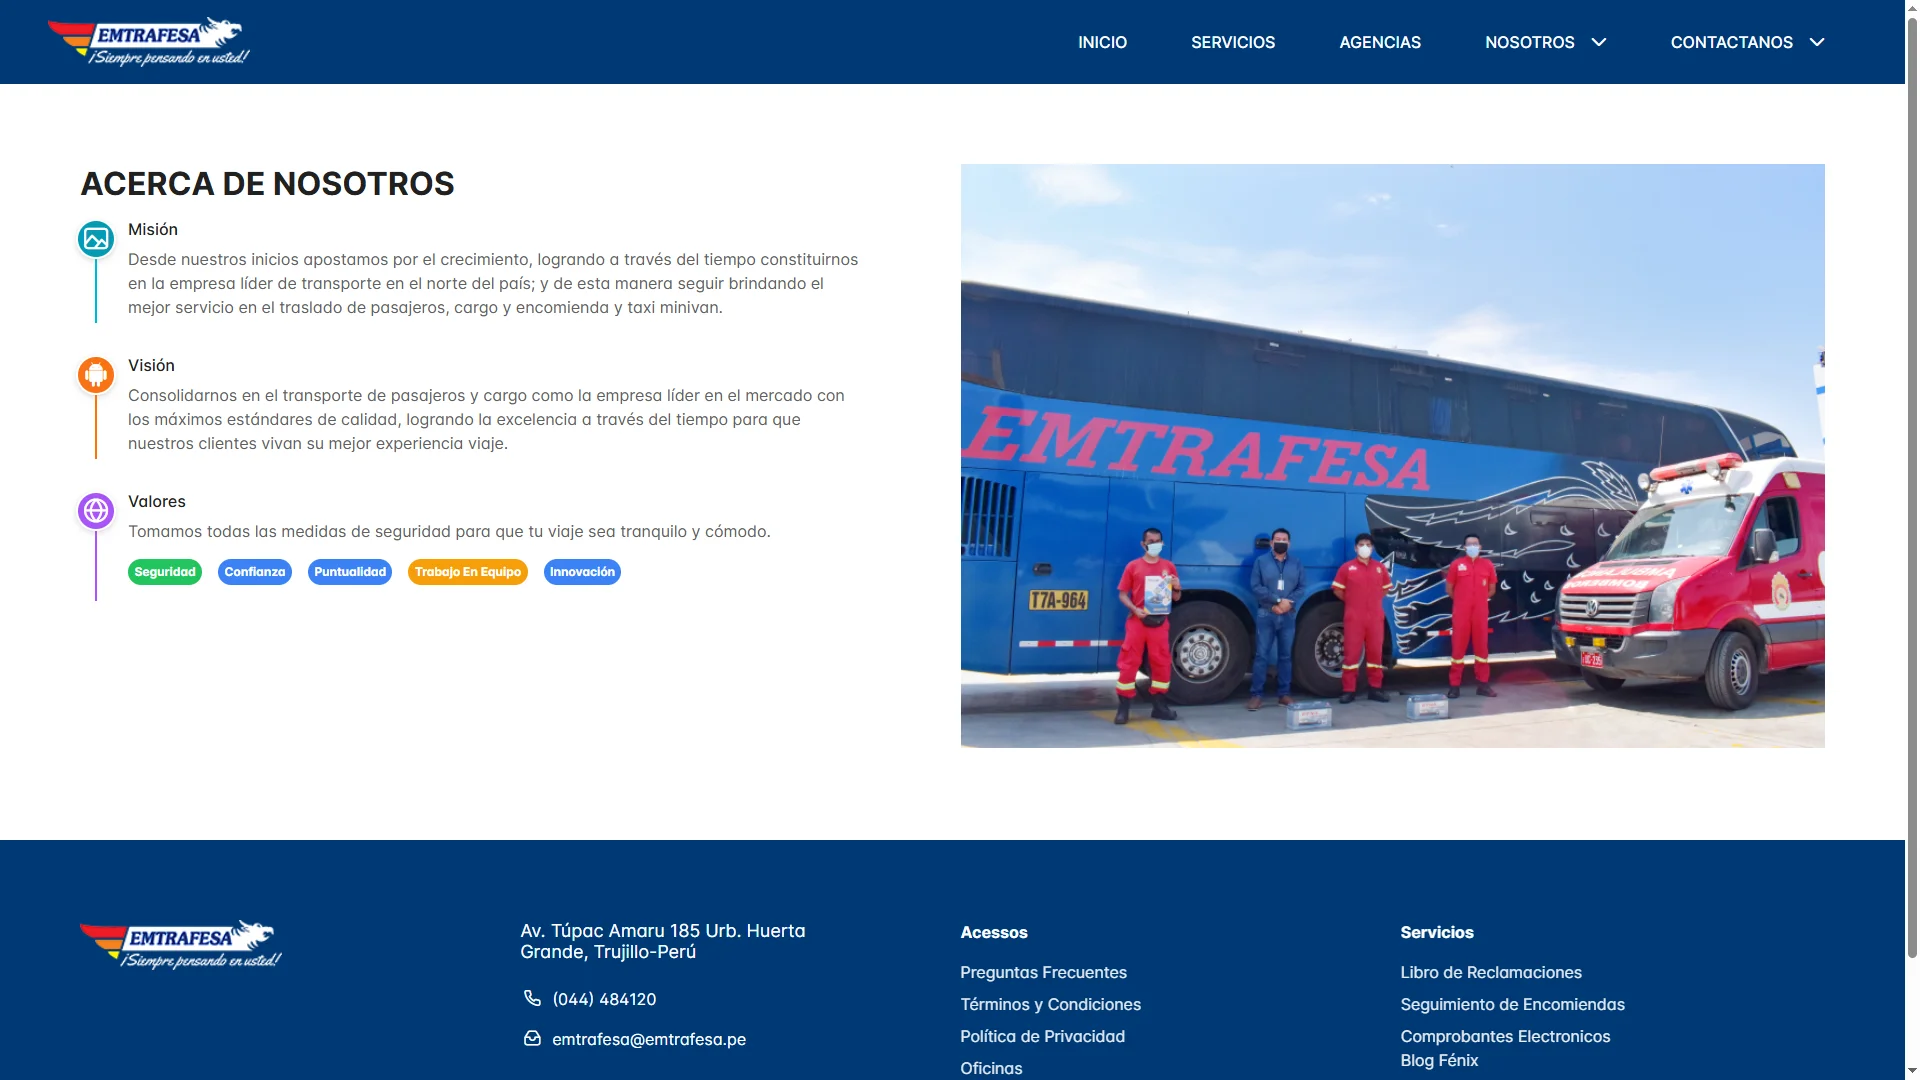 EMTRAFESA
¡Siempre pensando en usted!
INICIO
SERVICIOS
AGENCIAS
NOSOTROS
CONTACTANOS
ACERCA DE NOSOTROS
Misión
Desde nuestros inicios apostamos por el crecimiento, logrando a través del tiempo constituirnos
en la empresa líder de transporte en el norte del país; y de esta manera seguir brindando el
mejor servicio en el traslado de pasajeros, cargo y encomienda y taxi minivan.
Visión
Consolidarnos en el transporte de pasajeros y cargo como la empresa líder en el mercado con
los máximos estándares de calidad, logrando la excelencia a través del tiempo para que
nuestros clientes vivan su mejor experiencia viaje.
Valores
Tomamos todas las medidas de seguridad para que tu viaje sea tranquilo y cómodo.
Seguridad
Confianza
Puntualidad
Trabajo En Equipo
Innovación
EMTRAFESA
T7A-964
EMTRAFESA
¡Siempre pensando en usted!
Av. Túpac Amaru 185 Urb. Huerta
Grande, Trujillo-Perú
(044) 484120
emtrafesa@emtrafesa.pe
Acessos
Preguntas Frecuentes
Términos y Condiciones
Política de Privacidad
Oficinas
Servicios
Libro de Reclamaciones
Seguimiento de Encomiendas
Comprobantes Electronicos
Blog Fénix